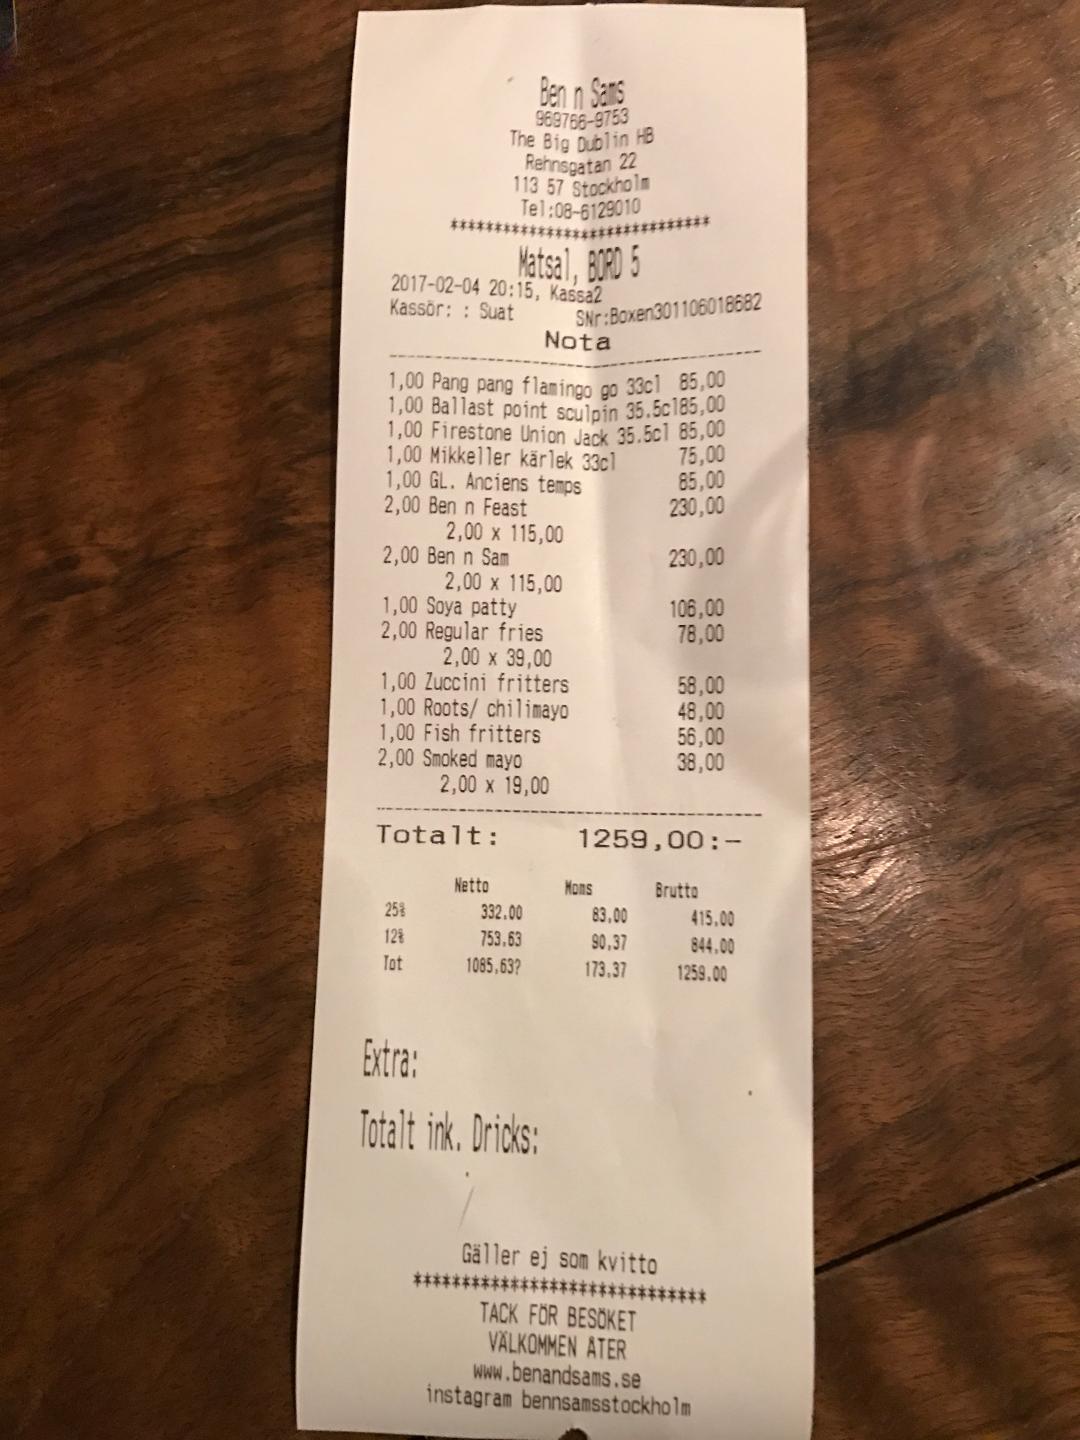 Ben n Sams
969766-9753
The Big Dublin HB
Rehnsgatan 22
113 57 Stockholm
Tel:08-6129010
******************************
Matsal, BORD 5
2017-02-04 20:15, Kassa2
Kassör: : Suat SNr:Boxen301106018682
Nota
1,00 Pang pang flamingo go 33cl 85,00
1,00 Ballast point sculpin 35.5cl85,00
1,00 Firestone Union Jack 35.5cl 85,00
1,00 Mikkeller kärlek 33cl 75,00
1,00 GL. Anciens temps 85,00
2,00 Ben n Feast 230,00
2,00 x 115,00
2,00 Ben n Sam 230,00
2,00 x 115,00
1,00 Soya patty 106,00
2,00 Regular fries 78,00
2,00 x 39,00
1,00 Zuccini fritters 58,00
1,00 Roots/ chilimayo 48,00
1,00 Fish fritters 56,00
2,00 Smoked mayo 38,00
2,00 x 19,00
Totalt: 1259,00:-
Netto Moms Brutto
25% 332,00 83,00 415,00
12% 753,63 90,37 844,00
Tot 1085,63? 173,37 1259,00
Extra:
Totalt ink. Dricks:
Gäller ej som kvitto
******************************
TACK FÖR BESÖKET
VÄLKOMMEN ÅTER
www.benandsams.se
instagram bennsamsstockholm